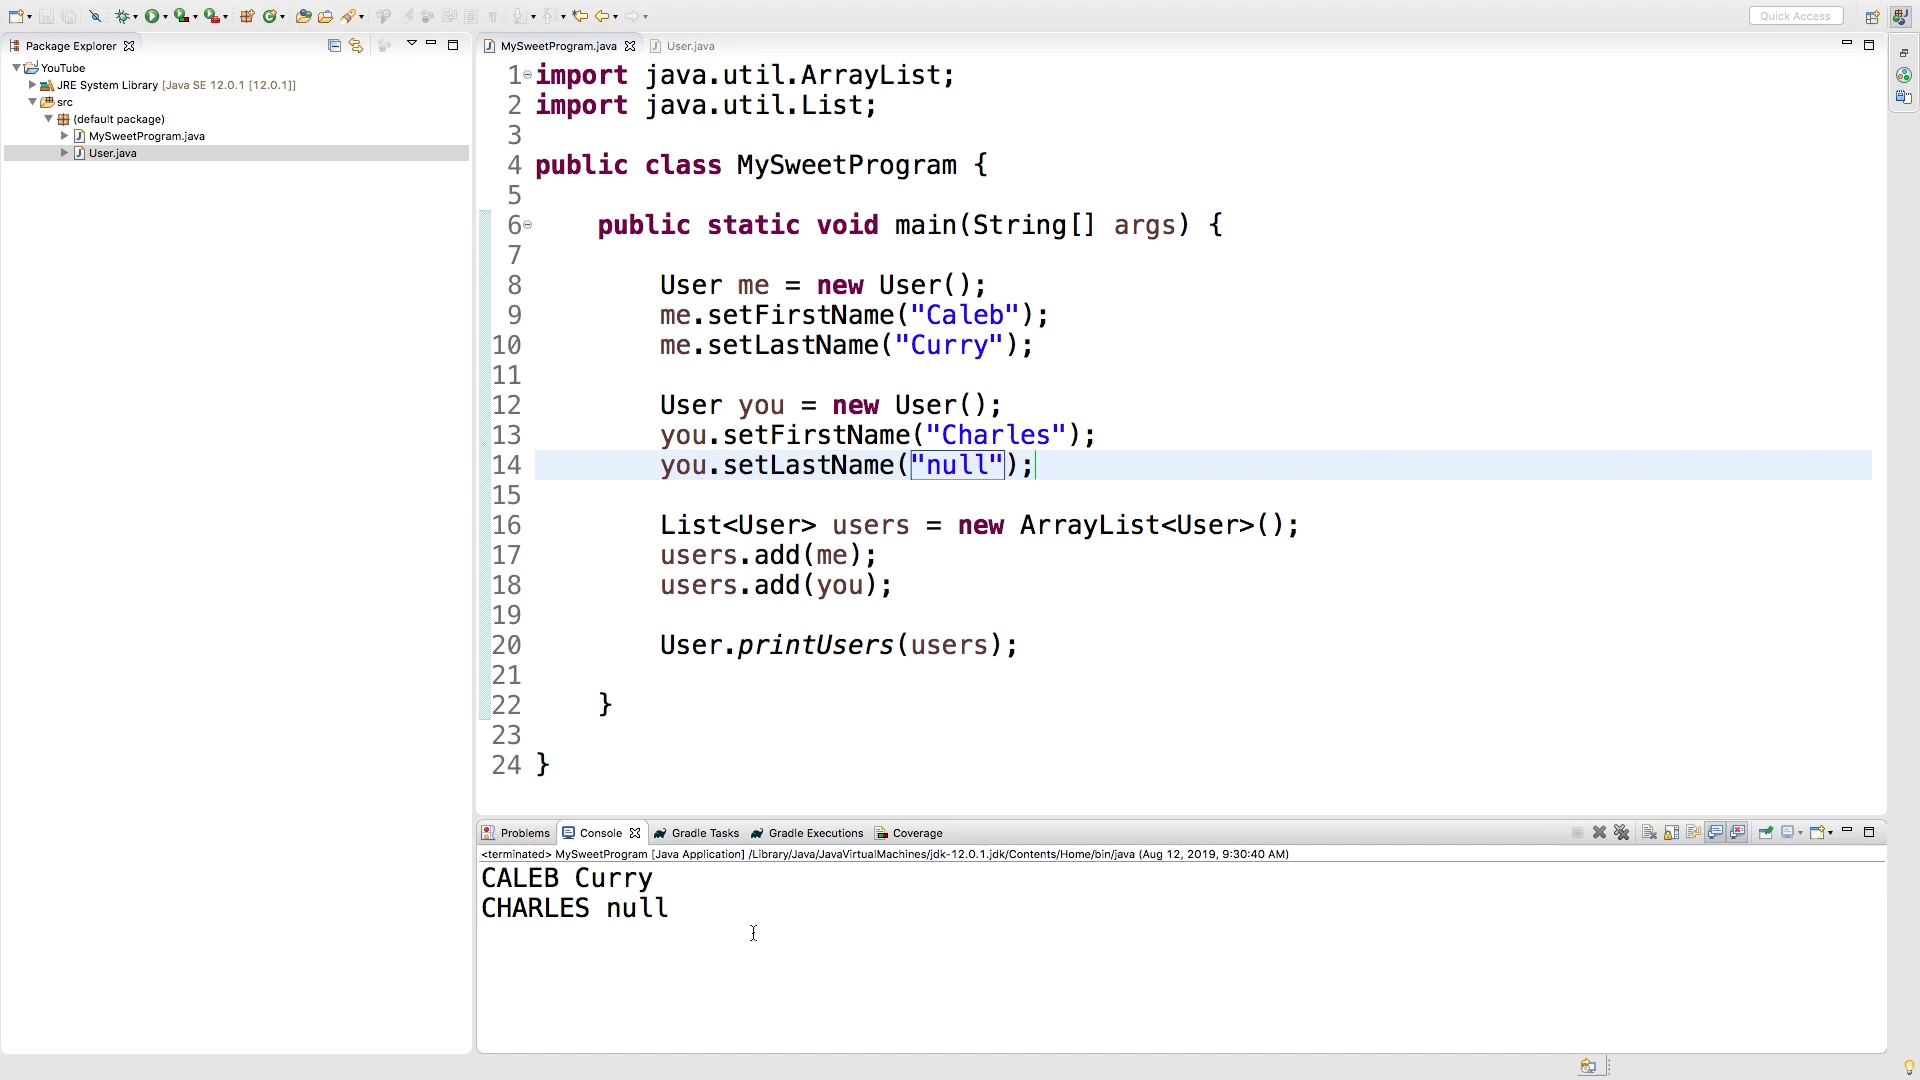 Quick Access
Package Explorer
YouTube
JRE System Library [Java SE 12.0.1 [12.0.1]]
src
(default package)
MySweetProgram.java
User.java
MySweetProgram.java
User.java
1 import java.util.ArrayList;
2 import java.util.List;
3
4 public class MySweetProgram {
5
6 public static void main(String[] args) {
7
8 User me = new User();
9 me.setFirstName("Caleb");
10 me.setLastName("Curry");
11
12 User you = new User();
13 you.setFirstName("Charles");
14 you.setLastName("null");
15
16 List<User> users = new ArrayList<User>();
17 users.add(me);
18 users.add(you);
19
20 User.printUsers(users);
21
22 }
23
24 }
Problems Console Gradle Tasks Gradle Executions Coverage
<terminated> MySweetProgram [Java Application] /Library/Java/JavaVirtualMachines/jdk-12.0.1.jdk/Contents/Home/bin/java (Aug 12, 2019, 9:30:40 AM)
CALEB Curry
CHARLES null